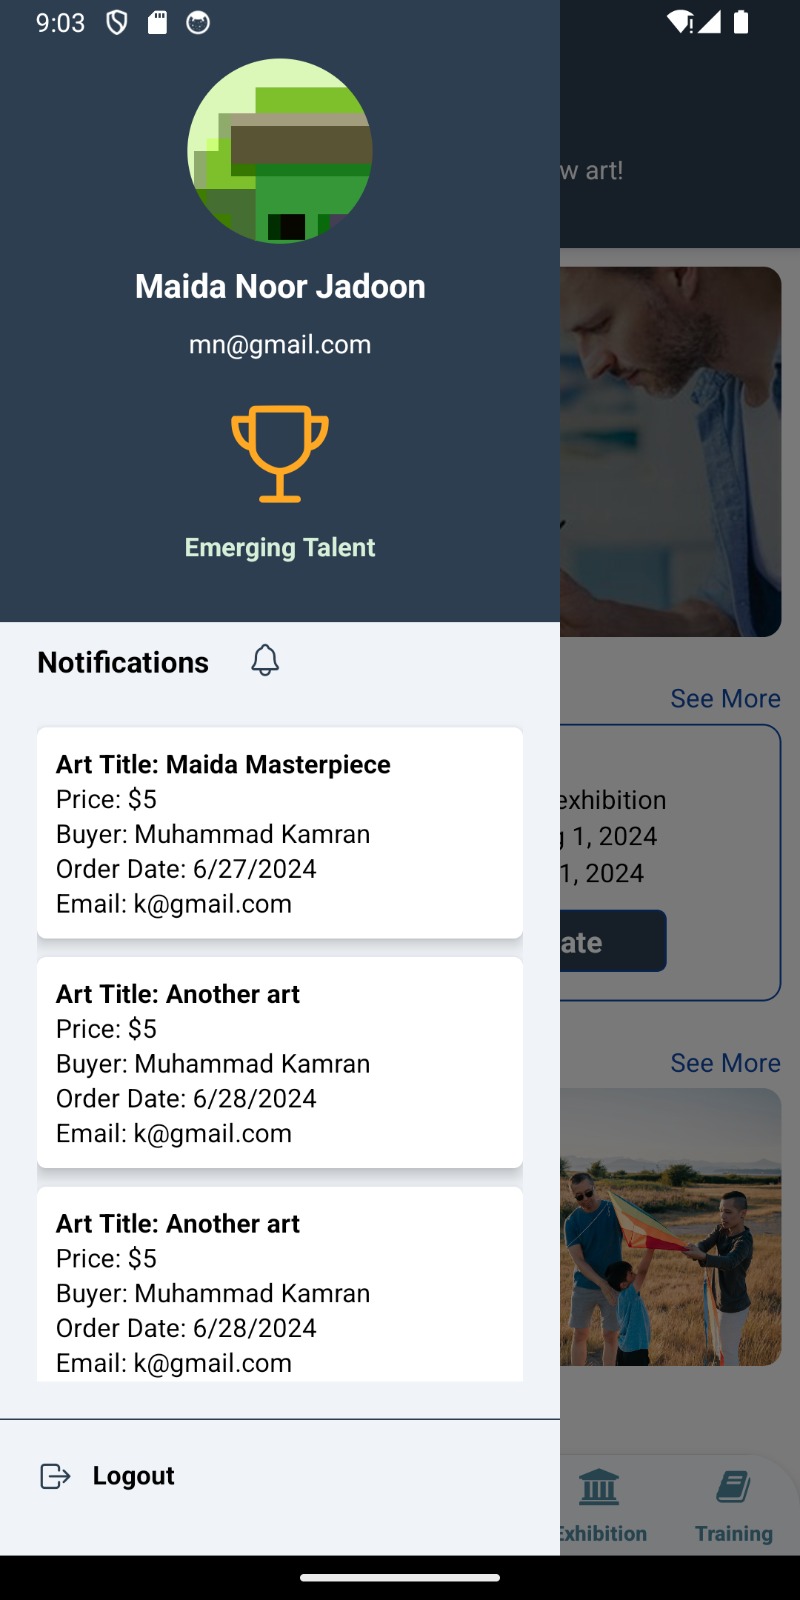 9:03
w art!
Maida Noor Jadoon
mn@gmail.com
Emerging Talent
Notifications
See More
Art Title: Maida Masterpiece
Price: $5
Buyer: Muhammad Kamran
Order Date: 6/27/2024
Email: k@gmail.com
exhibition
1, 2024
1, 2024
ate
Art Title: Another art
Price: $5
Buyer: Muhammad Kamran
Order Date: 6/28/2024
Email: k@gmail.com
See More
Art Title: Another art
Price: $5
Buyer: Muhammad Kamran
Order Date: 6/28/2024
Email: k@gmail.com
Logout
Exhibition
Training